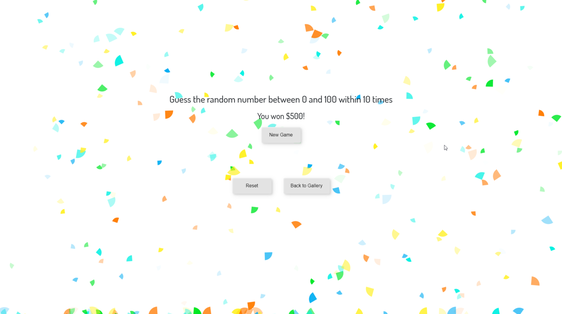 Guess the random number between 0 and 100 within 10 times
You won $500!
New Game
Reset
Back to Gallery